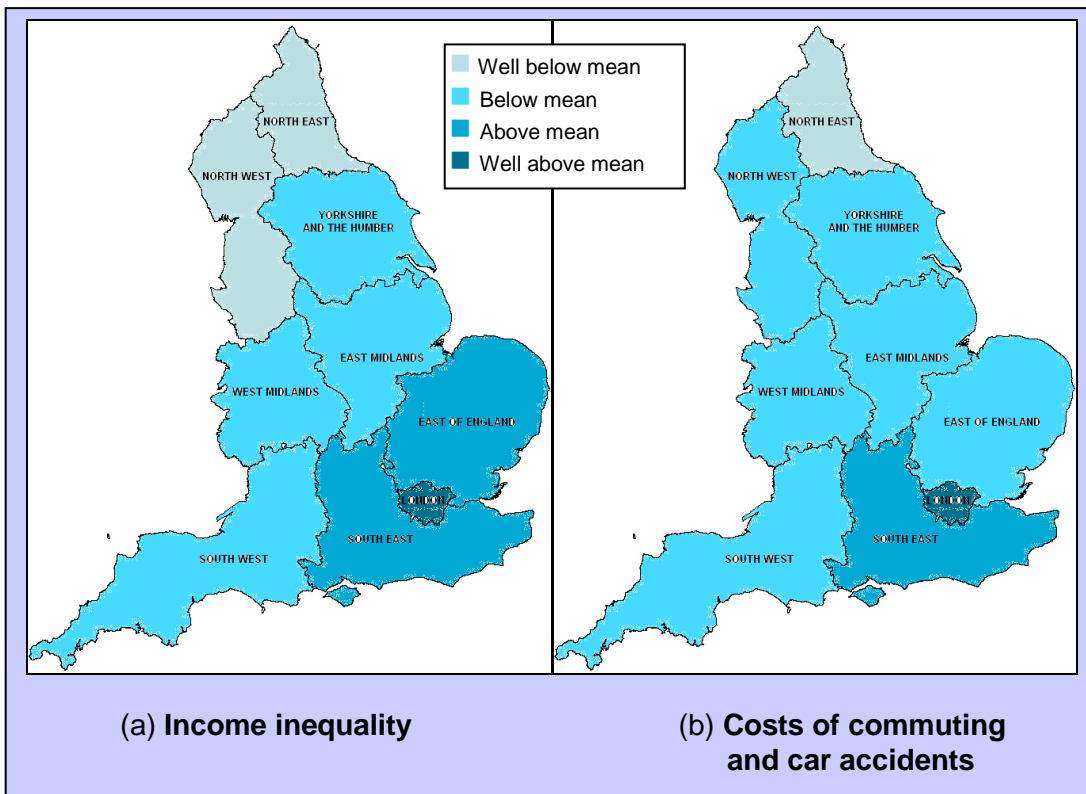 Well below mean
Below mean
Above mean
Well above mean
NORTH EAST
NORTH WEST
YORKSHIRE
AND THE HUMBER
EAST MIDLANDS
WEST MIDLANDS
EAST OF ENGLAND
LONDON
SOUTH EAST
SOUTH WEST
NORTH EAST
NORTH WEST
YORKSHIRE
AND THE HUMBER
EAST MIDLANDS
WEST MIDLANDS
EAST OF ENGLAND
LONDON
SOUTH EAST
SOUTH WEST
(a) Income inequality
(b) Costs of commuting
and car accidents